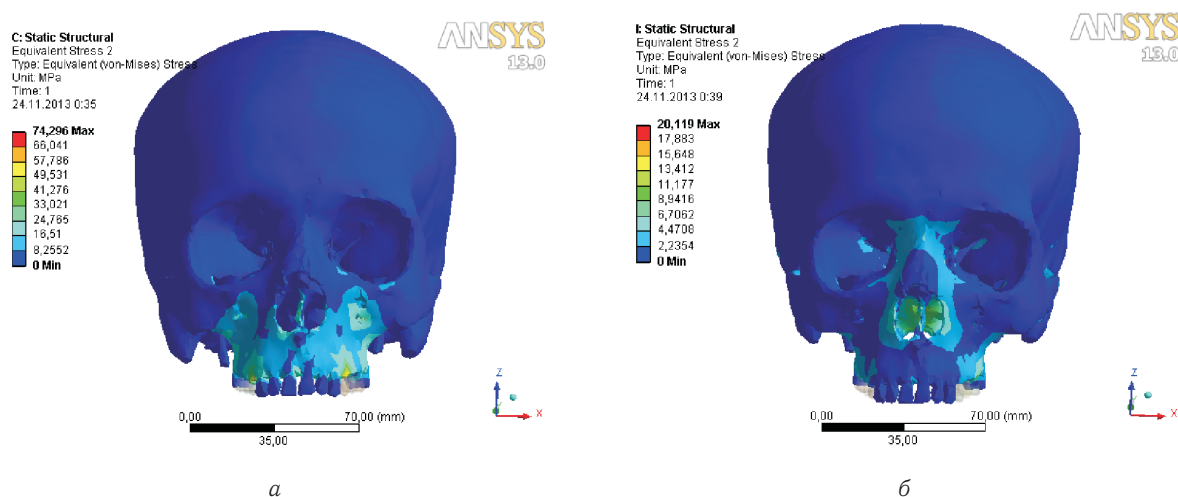 C: Static Structural
Equivalent Stress 2
Type: Equivalent (von-Mises) Stress
Unit: MPa
Time: 1
24.11.2013 0:35
74,296 Max
66,041
57,786
49,531
41,276
33,021
24,765
16,51
8,2552
0 Min
ANSYS
13.0
Z
X
0,00
70,00 (mm)
35,00
а
I: Static Structural
Equivalent Stress 2
Type: Equivalent (von-Mises) Stress
Unit: MPa
Time: 1
24.11.2013 0:39
20,119 Max
17,883
15,648
13,412
11,177
8,9416
6,7062
4,4708
2,2354
0 Min
ANSYS
13.0
Z
X
0,00
70,00 (mm)
35,00
б